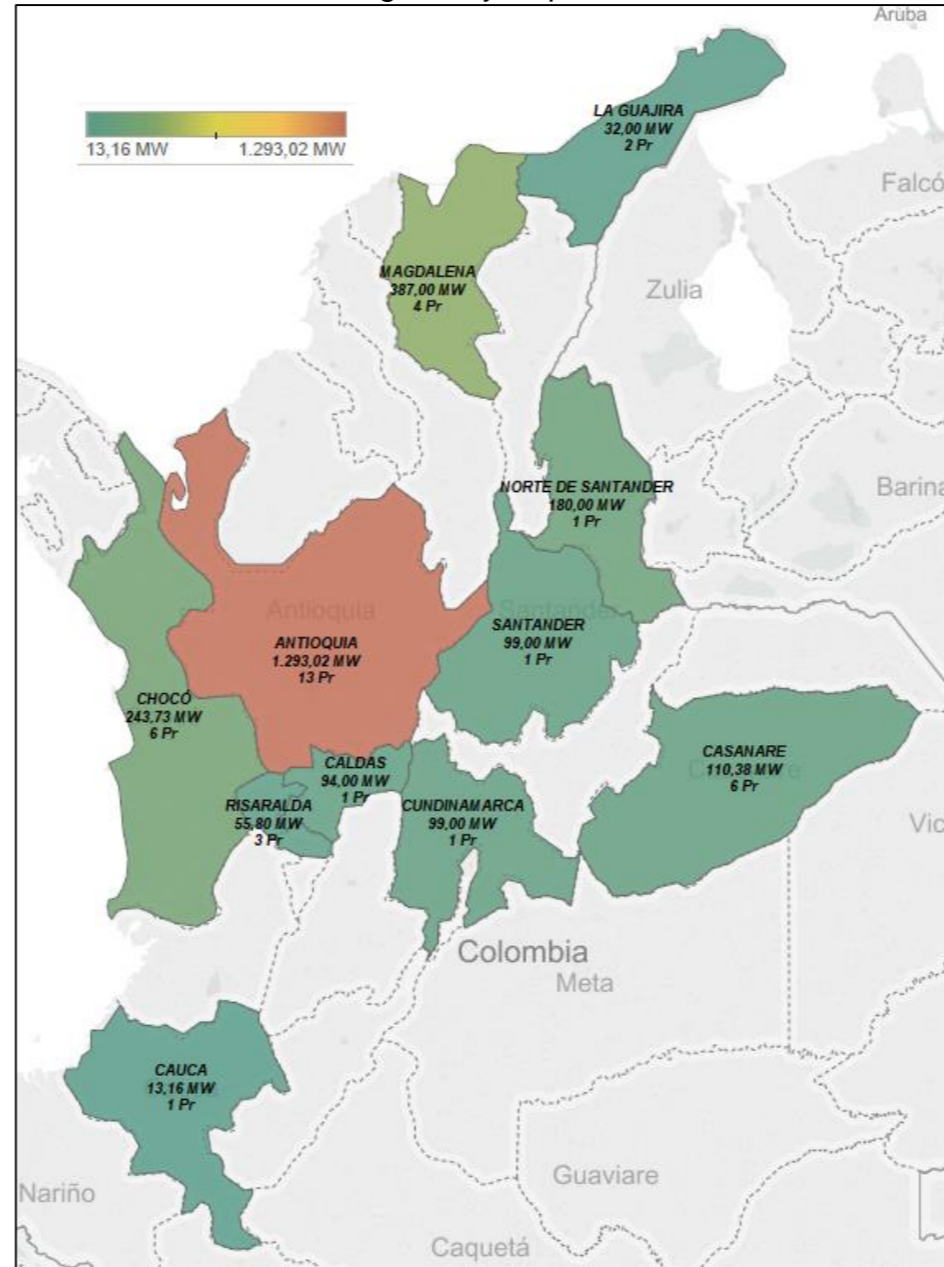 Aruba
LA GUAJIRA
32,00 MW
2 Pr
13,16 MW 1.293,02 MW
Falcó
MAGDALENA
387,00 MW
4 Pr
Zulia
NORTE DE SANTANDER
180,00 MW
1 Pr
Barina
Antioquia
Santander
SANTANDER
99,00 MW
1 Pr
ANTIOQUIA
1.293,02 MW
13 Pr
CHOCÓ
243,73 MW
6 Pr
CASANARE
110,38 MW
6 Pr
CALDAS
94,00 MW
1 Pr
RISARALDA
55,80 MW
3 Pr
CUNDINAMARCA
99,00 MW
1 Pr
Vic
Colombia
Meta
CAUCA
13,16 MW
1 Pr
Guaviare
Nariño
Caquetá